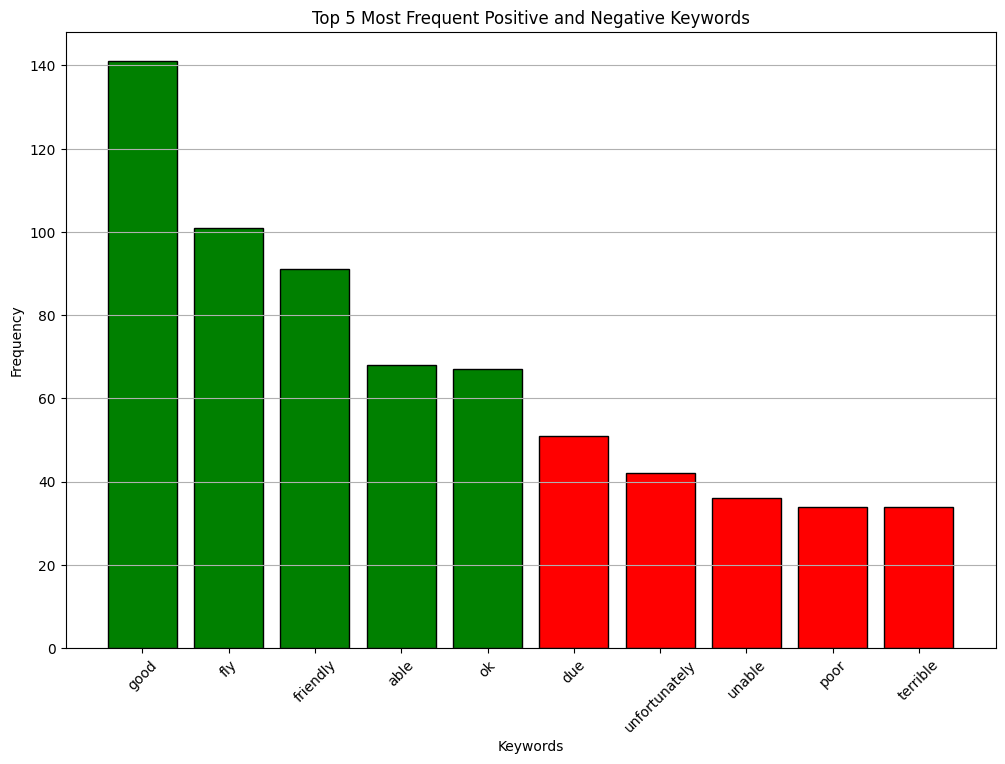 Top 5 Most Frequent Positive and Negative Keywords
Frequency
140
120
100
80
60
40
20
0
good
fly
friendly
able
ok
due
unfortunately
unable
poor
terrible
Keywords